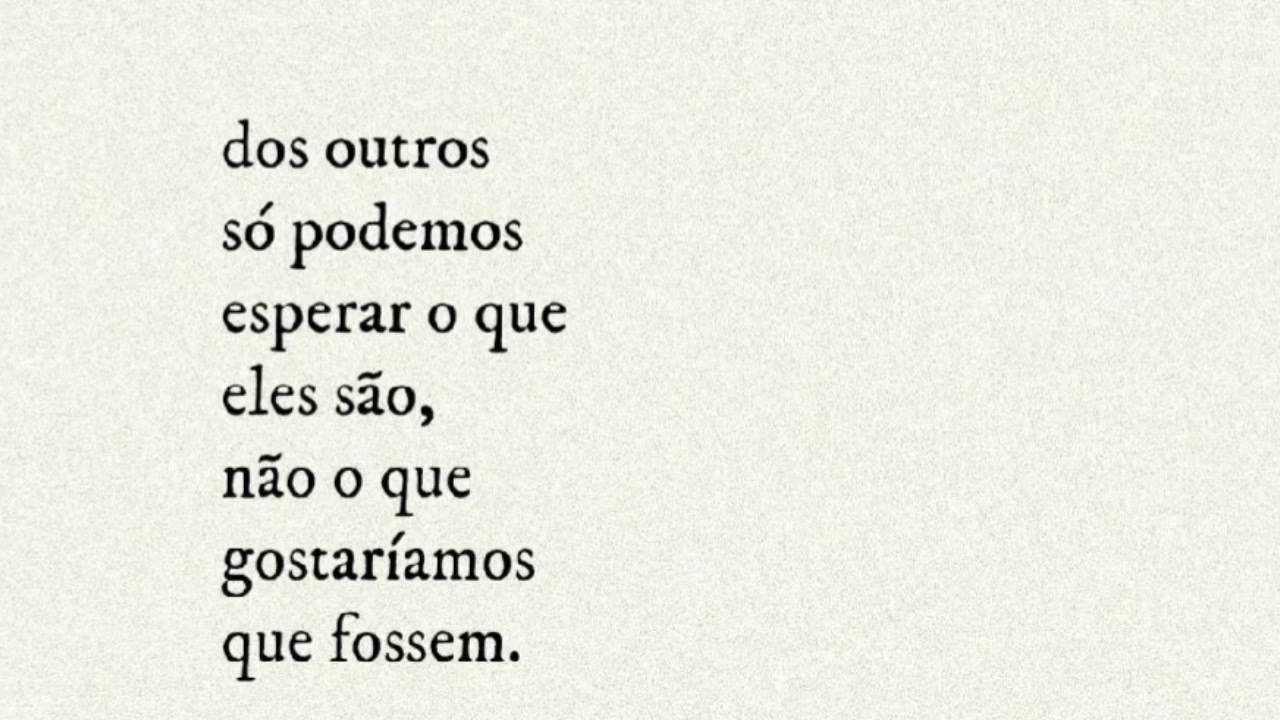 dos outros
só podemos
esperar o que
eles são,
não o que
gostaríamos
que fossem.